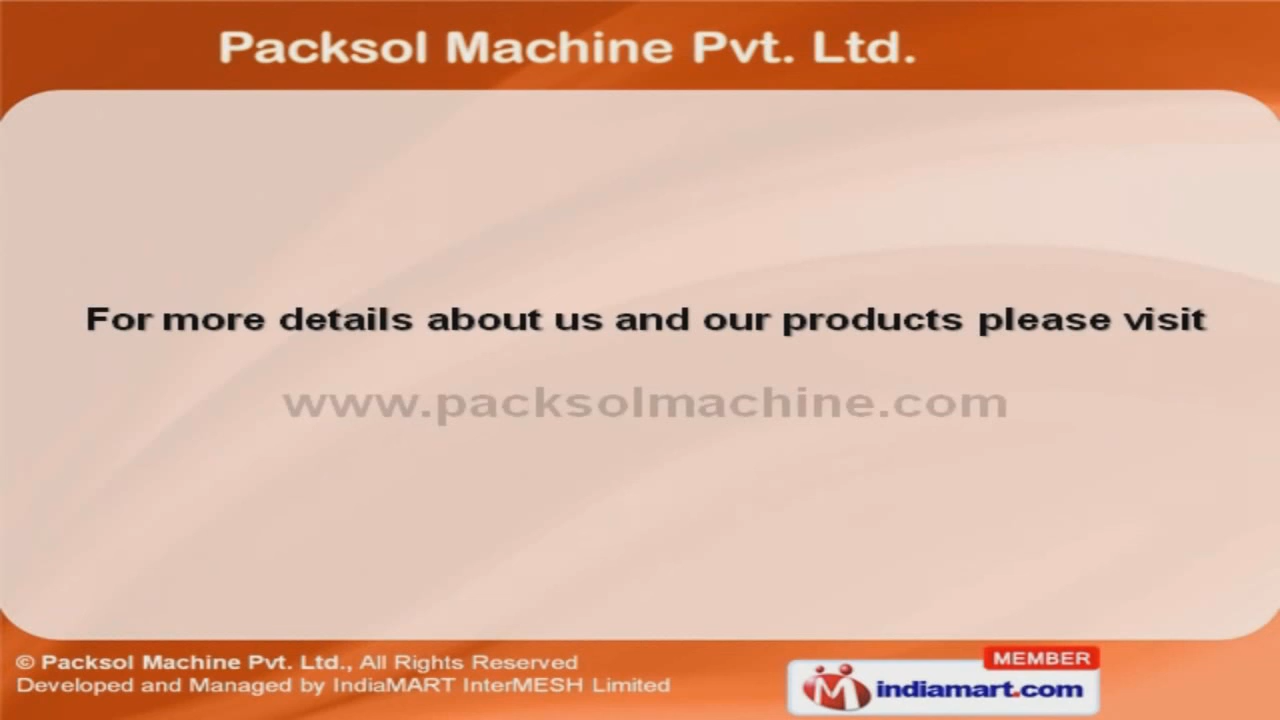 Packsol Machine Pvt. Ltd.
For more details about us and our products please visit
www.packsolmachine.com
© Packsol Machine Pvt. Ltd., All Rights Reserved
Developed and Managed by IndiaMART InterMESH Limited
MEMBER
indiamart.com